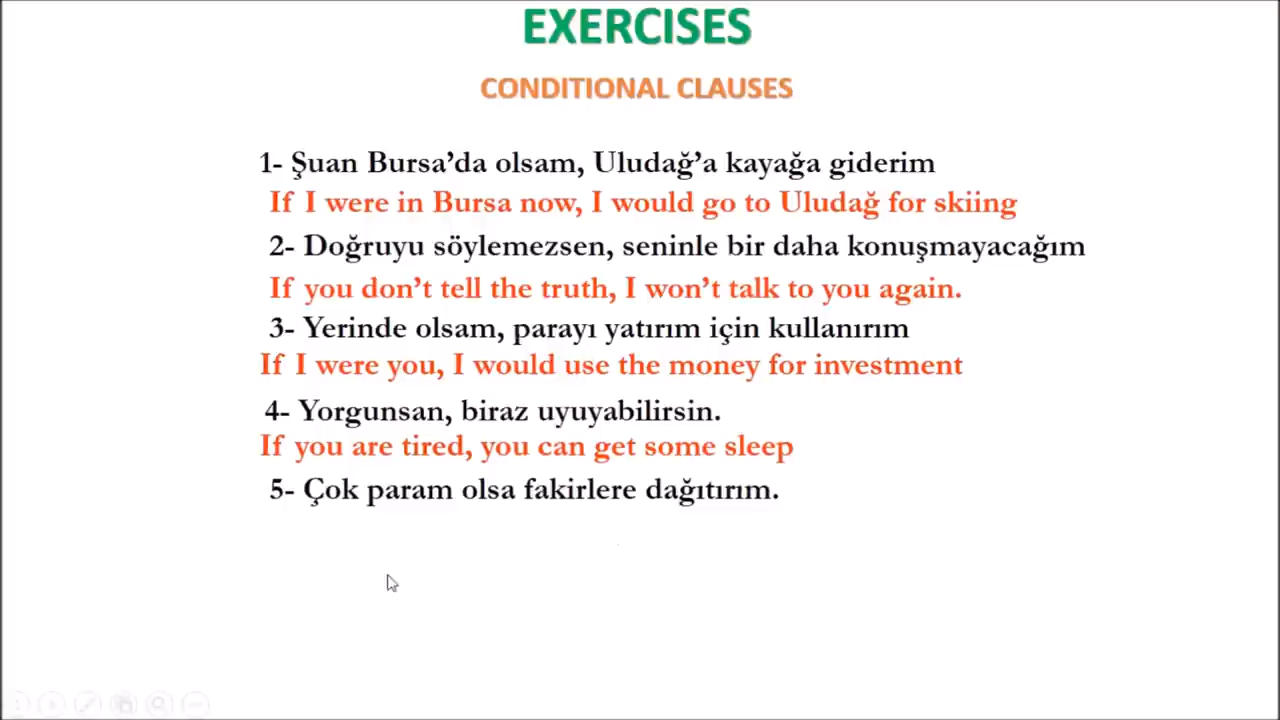 EXERCISES
CONDITIONAL CLAUSES
1- Şuan Bursa’da olsam, Uludağ’a kayağa giderim
If I were in Bursa now, I would go to Uludağ for skiing
2- Doğruyu söylemezsen, seninle bir daha konuşmayacağım
If you don’t tell the truth, I won’t talk to you again.
3- Yerinde olsam, parayı yatırım için kullanırım
If I were you, I would use the money for investment
4- Yorgunsan, biraz uyuyabilirsin.
If you are tired, you can get some sleep
5- Çok param olsa fakirlere dağıtırım.